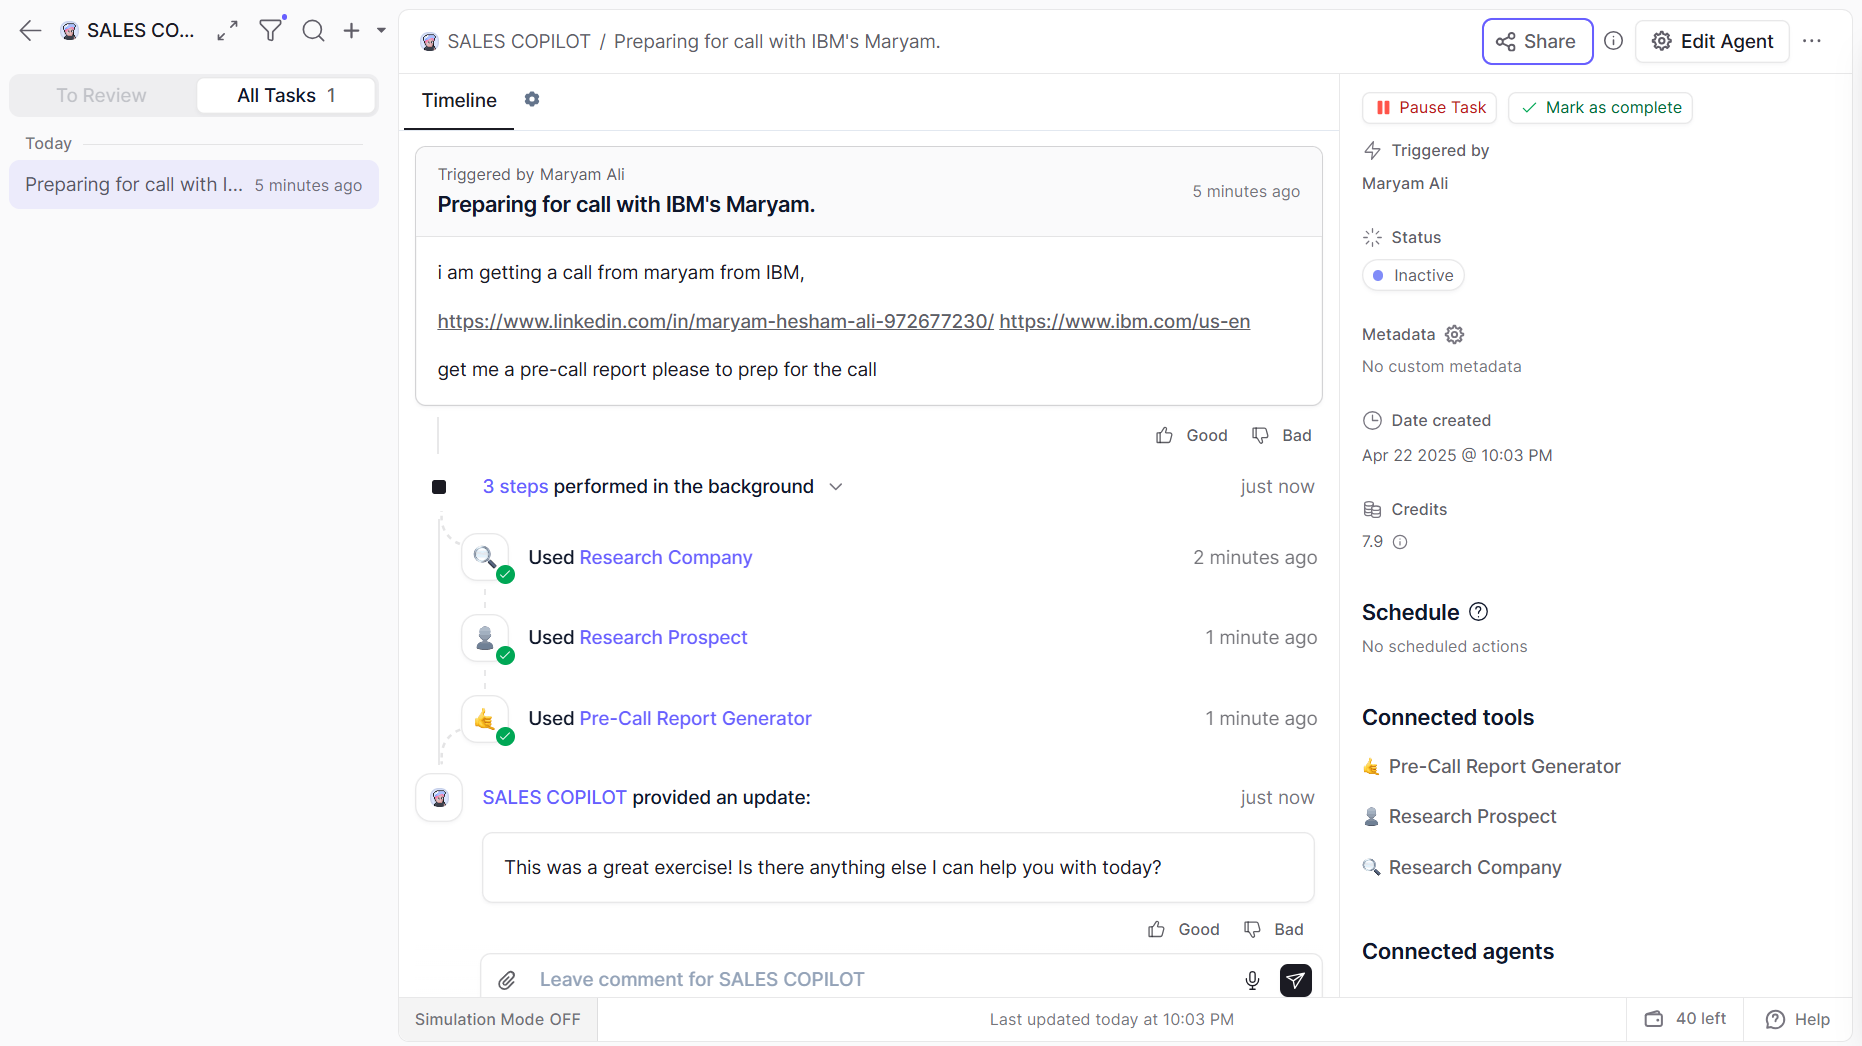 SALES CO...
To Review
All Tasks 1
Today
Preparing for call with I... 5 minutes ago
SALES COPILOT / Preparing for call with IBM's Maryam.
Share
Edit Agent
Timeline
Triggered by Maryam Ali
Preparing for call with IBM's Maryam.
5 minutes ago
i am getting a call from maryam from IBM,
https://www.linkedin.com/in/maryam-hesham-ali-972677230/ https://www.ibm.com/us-en
get me a pre-call report please to prep for the call
Good Bad
3 steps performed in the background just now
Used Research Company 2 minutes ago
Used Research Prospect 1 minute ago
Used Pre-Call Report Generator 1 minute ago
SALES COPILOT provided an update: just now
This was a great exercise! Is there anything else I can help you with today?
Good Bad
Leave comment for SALES COPILOT
Simulation Mode OFF
Last updated today at 10:03 PM
40 left
Help
Pause Task
Mark as complete
Triggered by
Maryam Ali
Status
Inactive
Metadata
No custom metadata
Date created
Apr 22 2025 @ 10:03 PM
Credits
7.9
Schedule
No scheduled actions
Connected tools
Pre-Call Report Generator
Research Prospect
Research Company
Connected agents